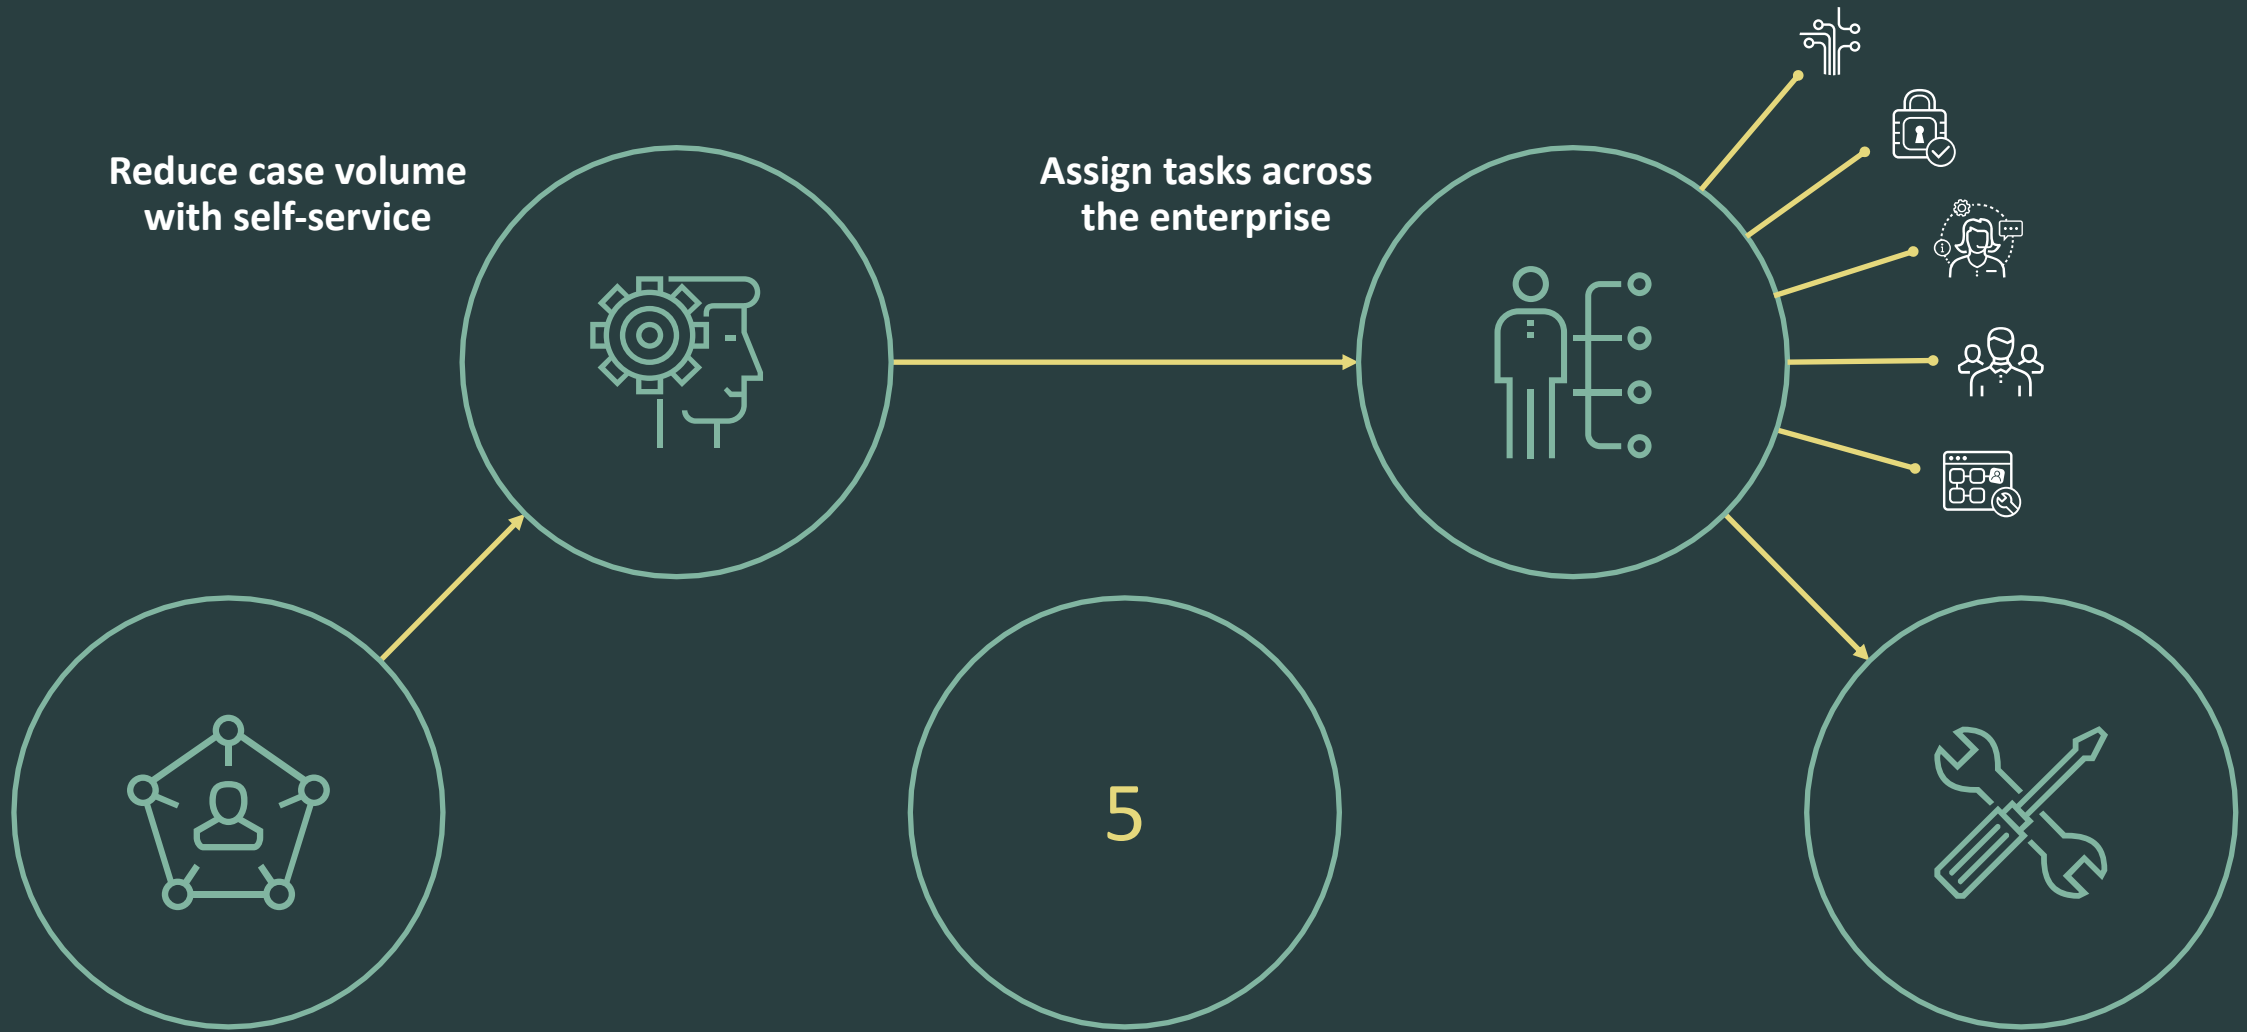 Reduce case volume
with self-service
Assign tasks across
the enterprise
5